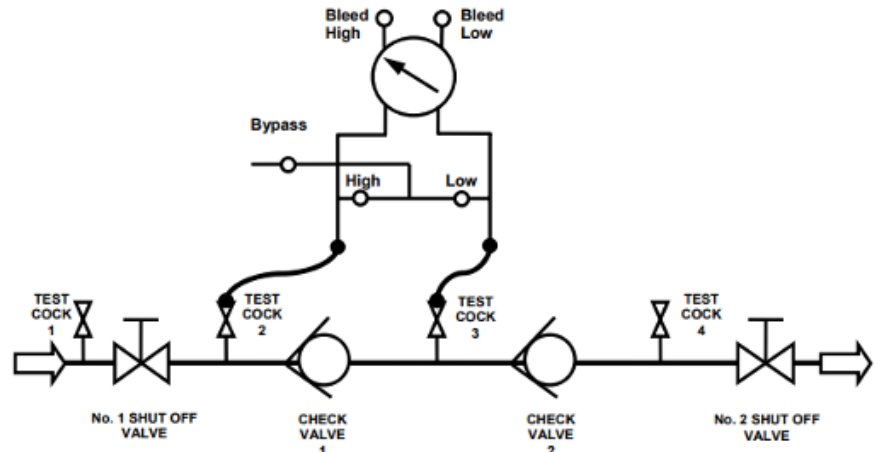 Bleed
High
Bleed
Low
Bypass
High
Low
TEST
COCK
1
TEST
COCK
2
TEST
COCK
3
TEST
COCK
4
No. 1 SHUT OFF
VALVE
CHECK
VALVE
1
CHECK
VALVE
2
No. 2 SHUT OFF
VALVE